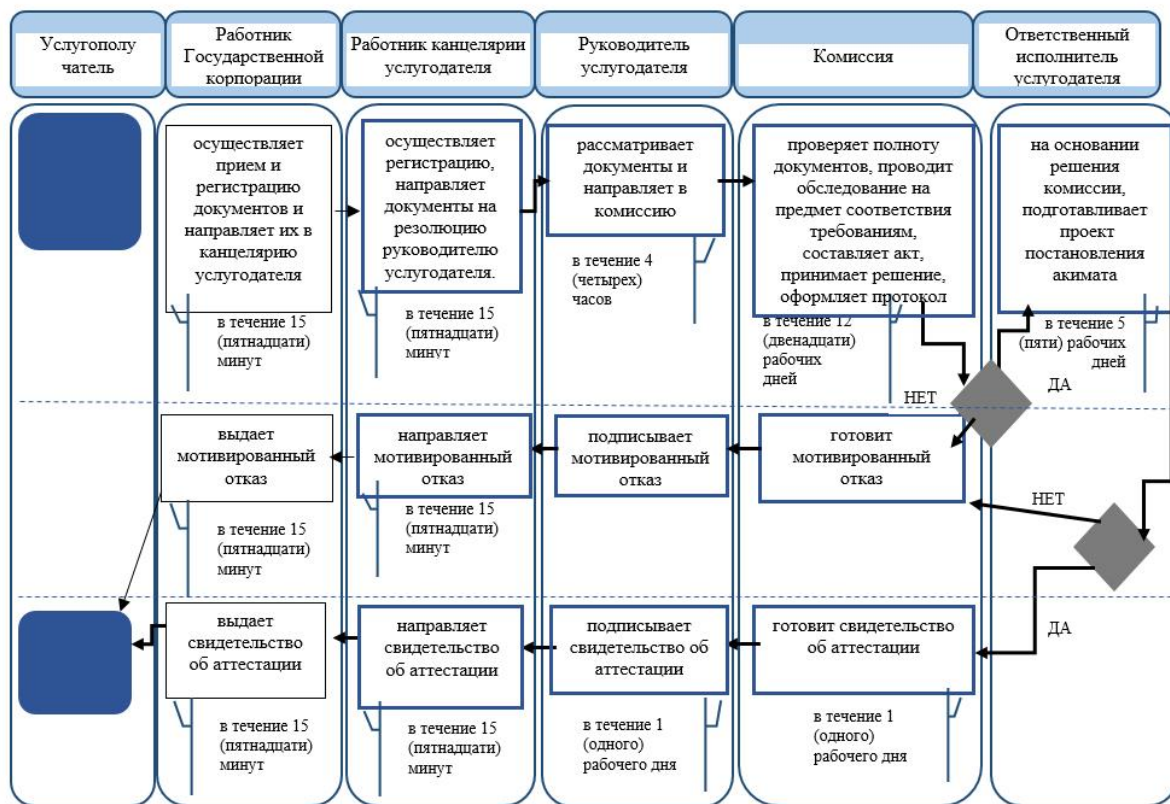 Услугополу
чатель
Работник
Государственной
корпорации
Работник канцелярии
услугодателя
Руководитель
услугодателя
Комиссия
Ответственный
исполнитель
услугодателя
осуществляет
прием и
регистрацию
документов и
направляет их в
канцелярию
услугодателя
в течение 15
(пятнадцати)
минут
осуществляет
регистрацию,
направляет
документы на
резолюцию
руководителю
услугодателя.
в течение 15
(пятнадцати)
минут
рассматривает
документы и
направляет в
комиссию
в течение 4
(четырех)
часов
проверяет полноту
документов, проводит
обследование на
предмет соответствия
требованиям,
составляет акт,
принимает решение,
оформляет протокол
в течение 12
(двенадцати)
рабочих
дней
на основании
решения
комиссии,
подготавливает
проект
постановления
акимата
в течение 5
(пяти) рабочих
дней
НЕТ
ДА
выдает
мотивированный
отказ
в течение 15
(пятнадцати)
минут
направляет
мотивированный
отказ
в течение 15
(пятнадцати)
минут
подписывает
мотивированный
отказ
готовит
мотивированный
отказ
НЕТ
ДА
выдает
свидетельство
об аттестации
в течение 15
(пятнадцати)
минут
направляет
свидетельство
об аттестации
в течение 15
(пятнадцати)
минут
подписывает
свидетельство об
аттестации
в течение 1
(одного)
рабочего дня
готовит свидетельство
об аттестации
в течение 1
(одного)
рабочего дня